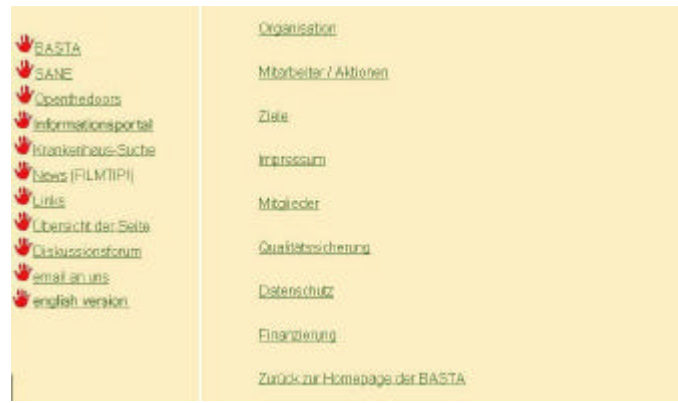 BASTA
SANE
Openthedoors
Informationsportal
Krankenhaus-Suche
News (FILMTIP!)
Links
Übersicht der Seite
Diskussionsforum
email an uns
english version
Organisation
Mitarbeiter / Aktionen
Ziele
Impressum
Mitglieder
Qualitätssicherung
Datenschutz
Finanzierung
Zurück zur Homepage der BASTA